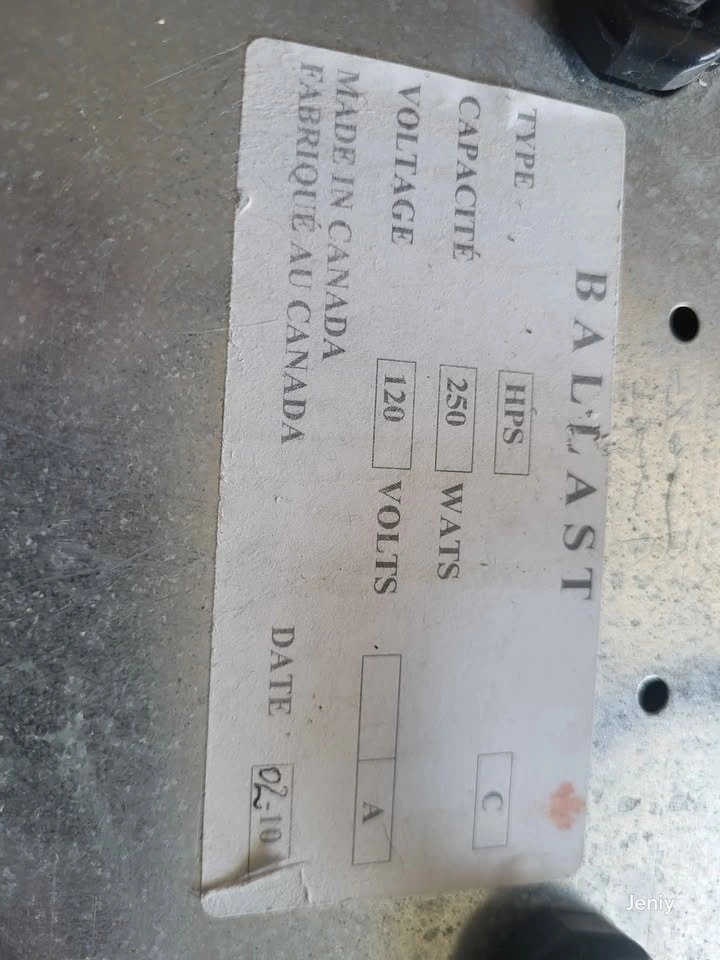 BALLAST
TYPE HPS C
CAPACITÉ 250 WATS
VOLTAGE 120 VOLTS A
MADE IN CANADA
FABRIQUÉ AU CANADA DATE 02-10
Jeniy